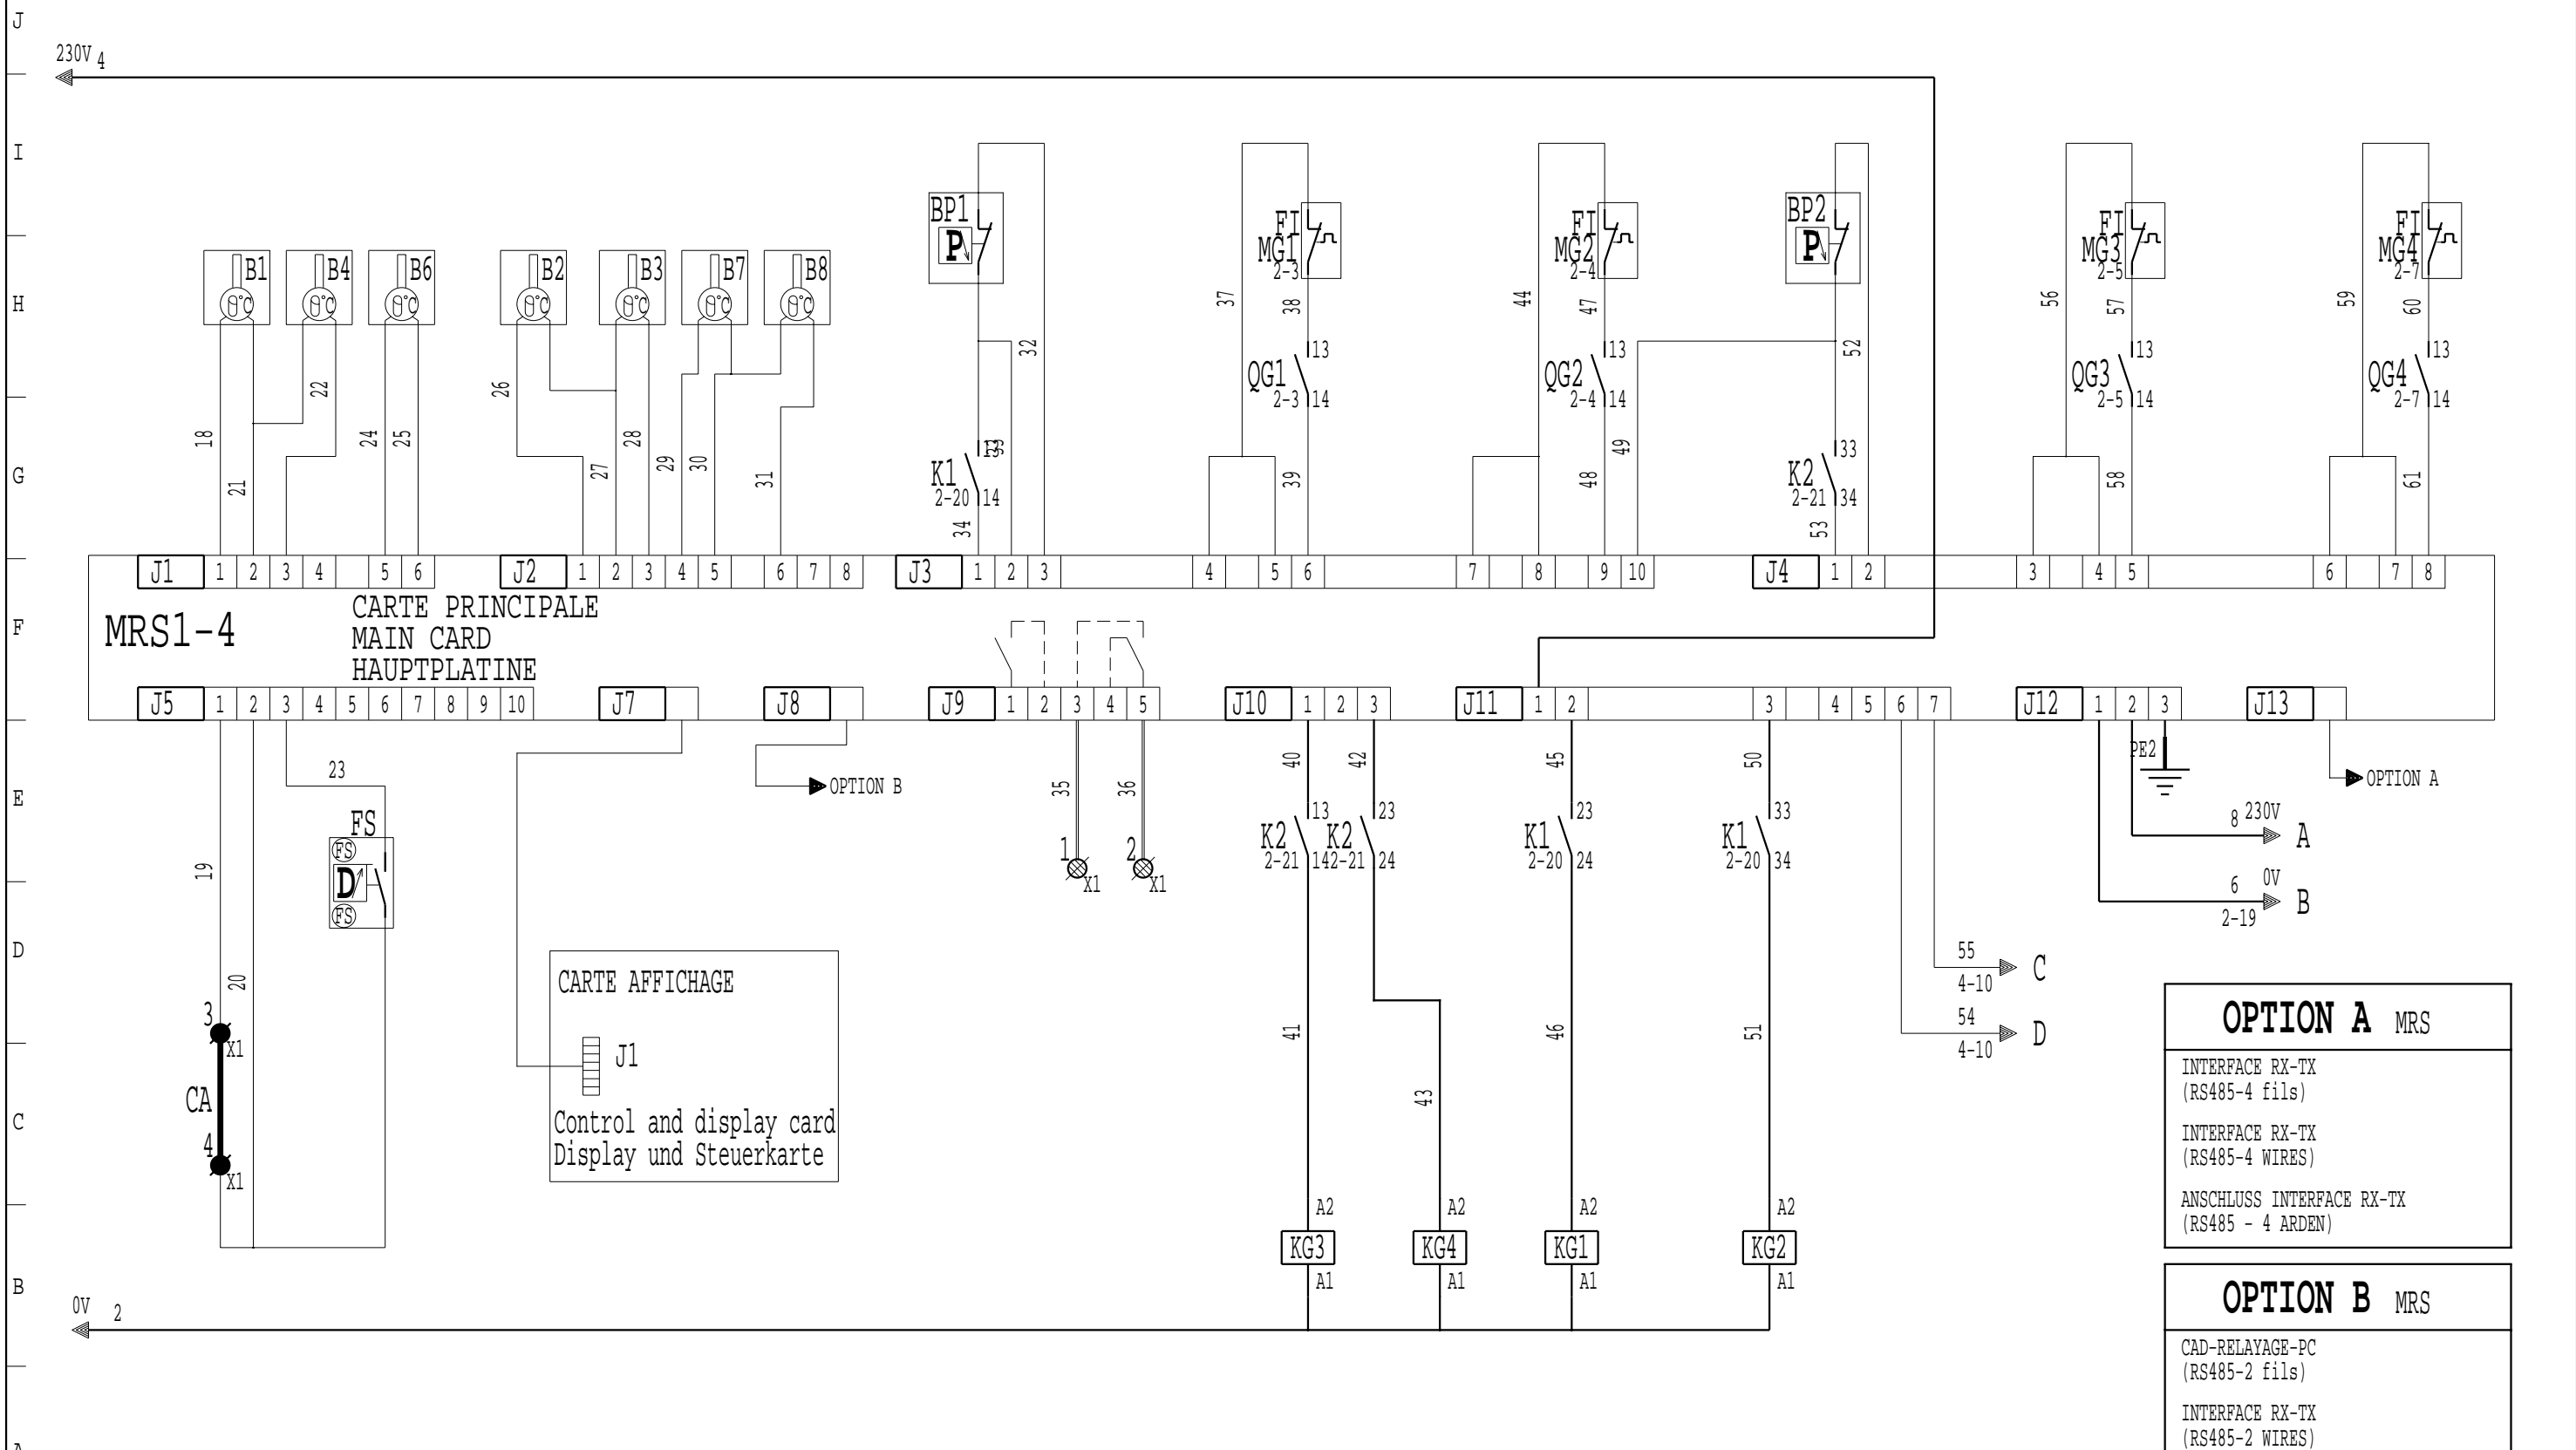 J
230V 4
I
BP1
P
FI
MG1
2-3
FI
MG2
2-4
BP2
P
FI
MG3
2-5
FI
MG4
2-7
B1
B4
B6
B2
B3
B7
B8
θ°C
θ°C
θ°C
θ°C
θ°C
θ°C
θ°C
H
37
38
44
47
56
57
59
60
32
52
22
26
13
QG1
2-3 14
13
QG2
2-4 14
13
QG3
2-5 14
13
QG4
2-7 14
18
21
24
25
27
28
29
30
31
G
13
33
K1
2-20 14
34
39
48
49
33
K2
2-21 34
53
58
61
J1 1 2 3 4 5 6
J2 1 2 3 4 5 6 7 8
J3 1 2 3 4 5 6 7 8 9 10
J4 1 2 3 4 5 6 7 8
F
MRS1-4
CARTE PRINCIPALE
MAIN CARD
HAUPTPLATINE
J5 1 2 3 4 5 6 7 8 9 10
J7
J8
J9 1 2 3 4 5
J10 1 2 3
J11 1 2 3 4 5 6 7
J12 1 2 3
J13
E
23
OPTION B
35
36
40
42
45
50
PE2
OPTION A
8 230V
A
6 0V
2-19
B
FS
FS
D
FS
19
20
1
X1
2
X1
13
K2
2-21 14
23
K2
2-21 24
23
K1
2-20 24
33
K1
2-20 34
D
55
4-10
C
54
4-10
D
3
X1
CA
4
X1
CARTE AFFICHAGE
J1
Control and display card
Display und Steuerkarte
41
43
46
51
C
OPTION A MRS
INTERFACE RX-TX
(RS485-4 fils)
INTERFACE RX-TX
(RS485-4 WIRES)
ANSCHLUSS INTERFACE RX-TX
(RS485 - 4 ARDEN)
A2
KG3
A1
A2
KG4
A1
A2
KG1
A1
A2
KG2
A1
B
0V 2
OPTION B MRS
CAD-RELAYAGE-PC
(RS485-2 fils)
INTERFACE RX-TX
(RS485-2 WIRES)